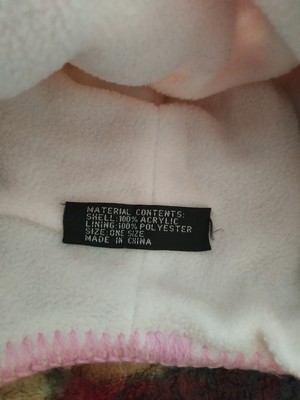 MATERIAL CONTENTS:
SHELL:100% ACRYLIC
LINING:100% POLYESTER
SIZE:ONE SIZE
MADE IN CHINA